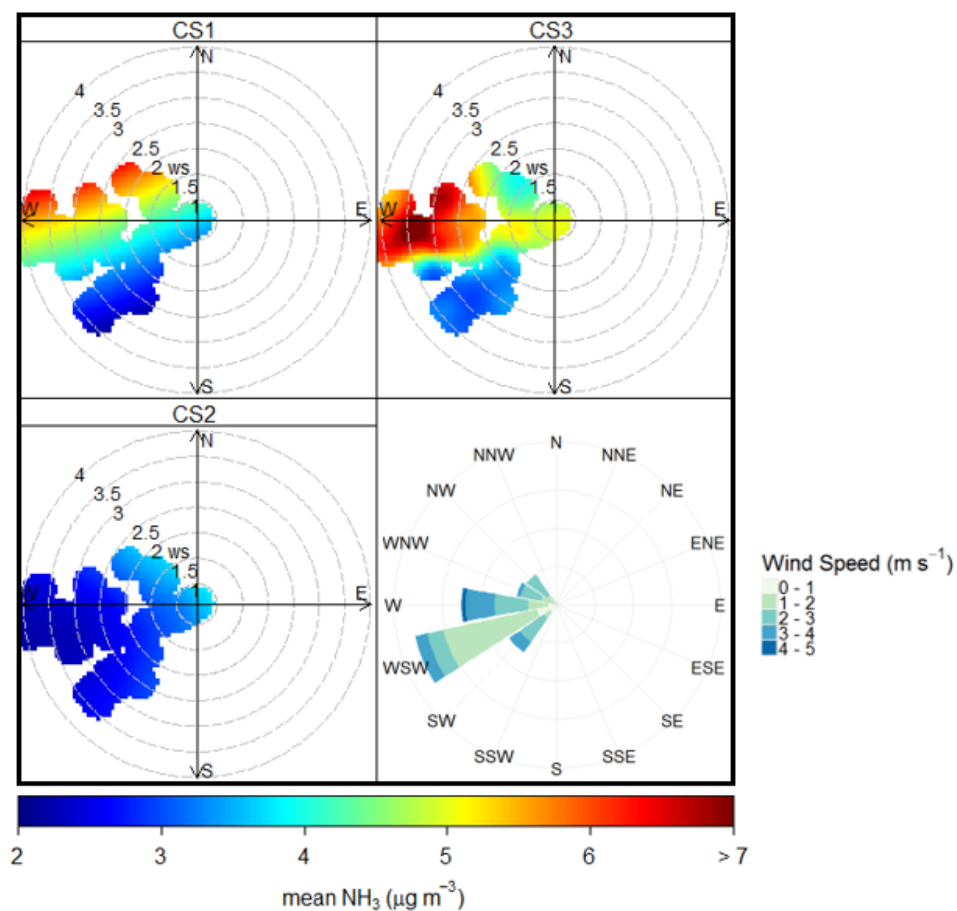 CS1
N
4
3.5
3
2.5
2 ws
1.5
1
W
E
S
CS3
N
4
3.5
3
2.5
2 ws
1.5
1
W
E
S
CS2
N
4
3.5
3
2.5
2 ws
1.5
1
W
E
S
N
NNW
NNE
NW
NE
WNW
ENE
W
E
WSW
ESE
SW
SE
SSW
SSE
S
Wind Speed (m s⁻¹)
0 - 1
1 - 2
2 - 3
3 - 4
4 - 5
2 3 4 5 6 > 7
mean NH₃ (μg m⁻³)